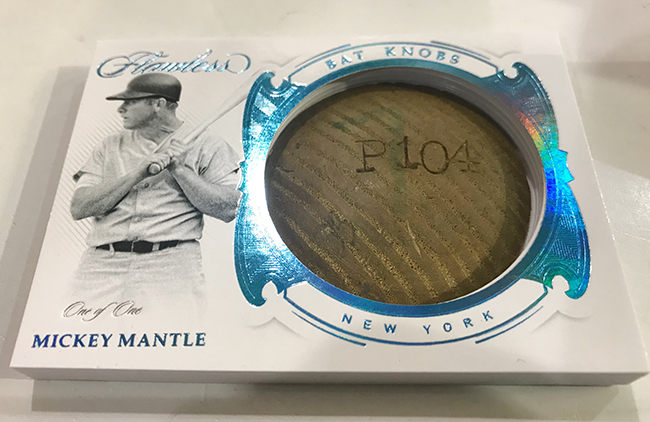 Flawless
BAT KNOBS
P104
NEW YORK
One of One
MICKEY MANTLE